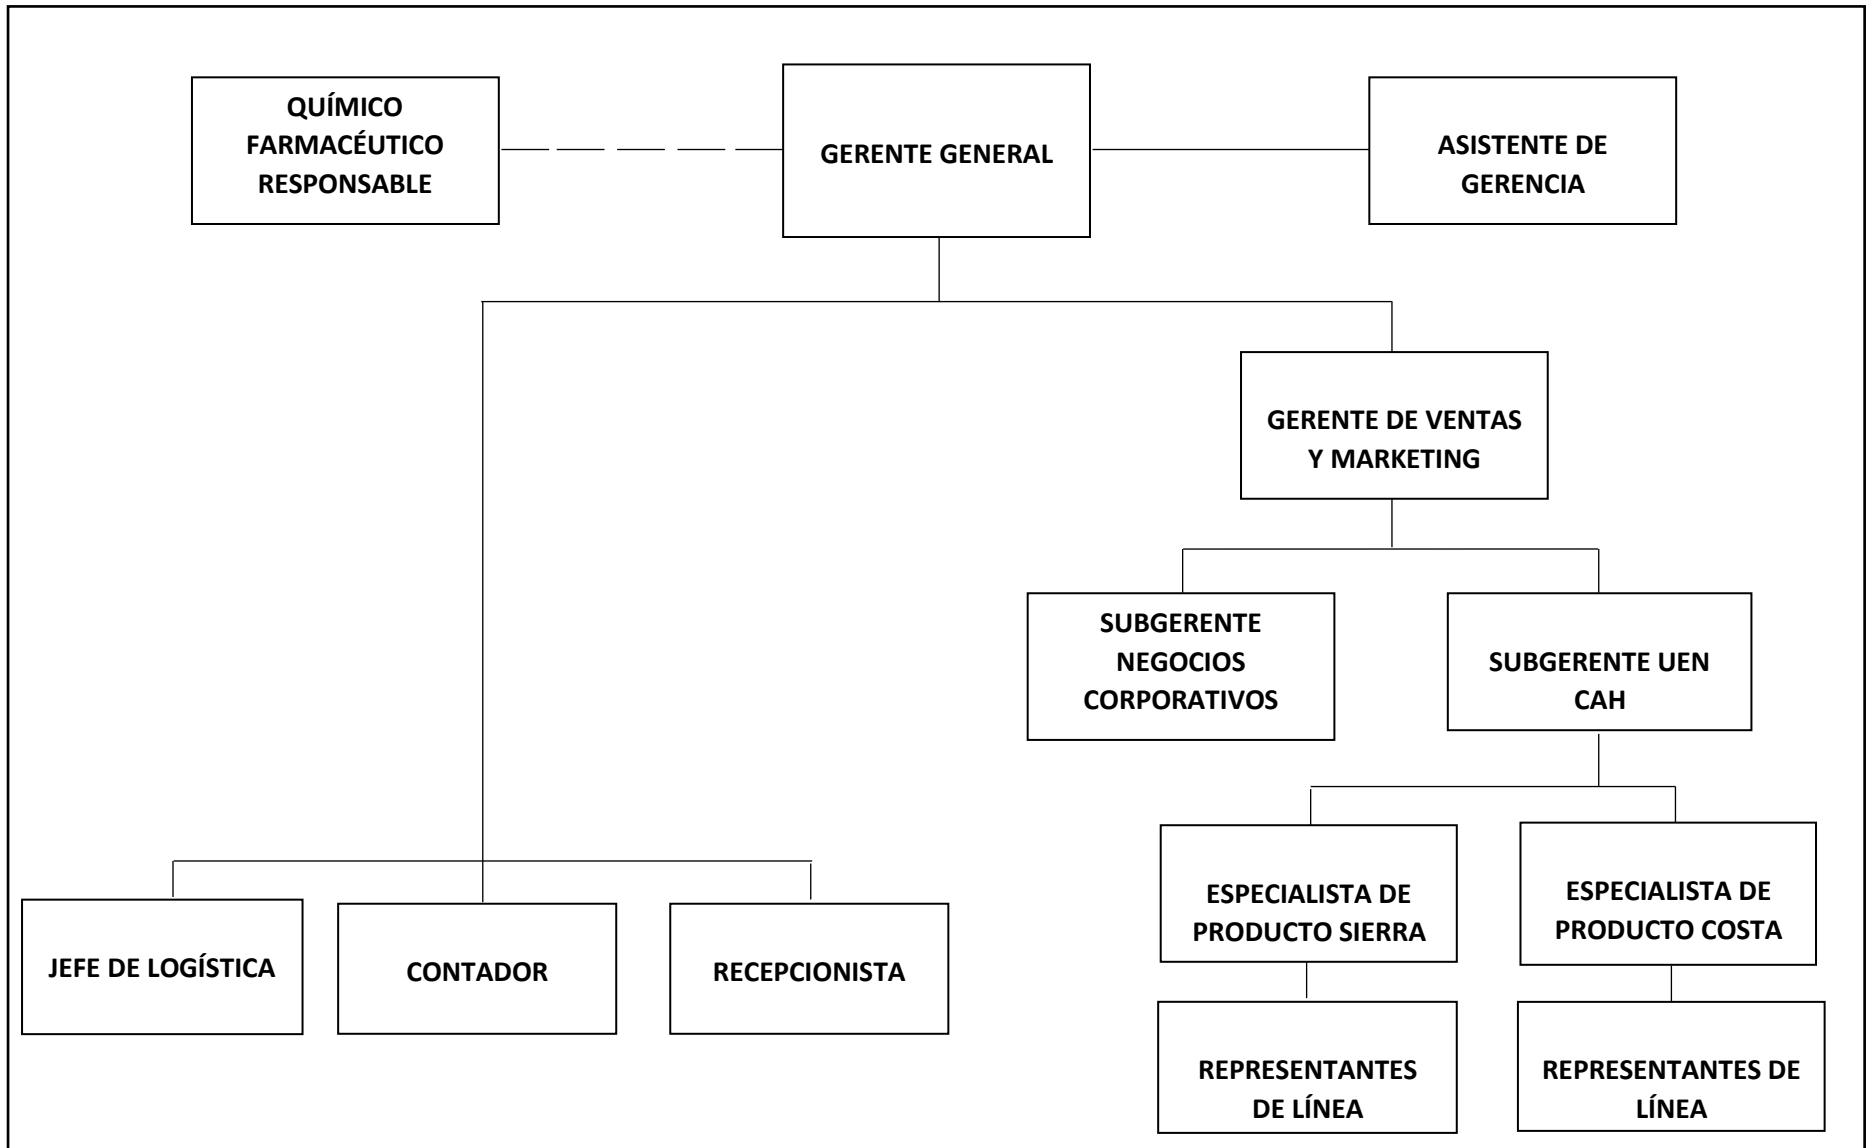 QUÍMICO
FARMACÉUTICO
RESPONSABLE
GERENTE GENERAL
ASISTENTE DE
GERENCIA
GERENTE DE VENTAS
Y MARKETING
SUBGERENTE
NEGOCIOS
CORPORATIVOS
SUBGERENTE UEN
CAH
ESPECIALISTA DE
PRODUCTO SIERRA
ESPECIALISTA DE
PRODUCTO COSTA
JEFE DE LOGÍSTICA
CONTADOR
RECEPCIONISTA
REPRESENTANTES
DE LÍNEA
REPRESENTANTES DE
LÍNEA